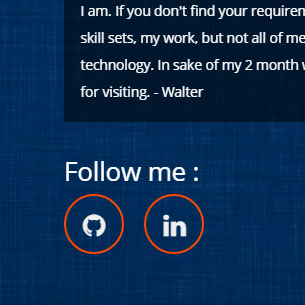 I am. If you don't find your
skill sets, my work, but not all of me
technology. In sake of my 2 month
for visiting. - Walter
Follow me :
in